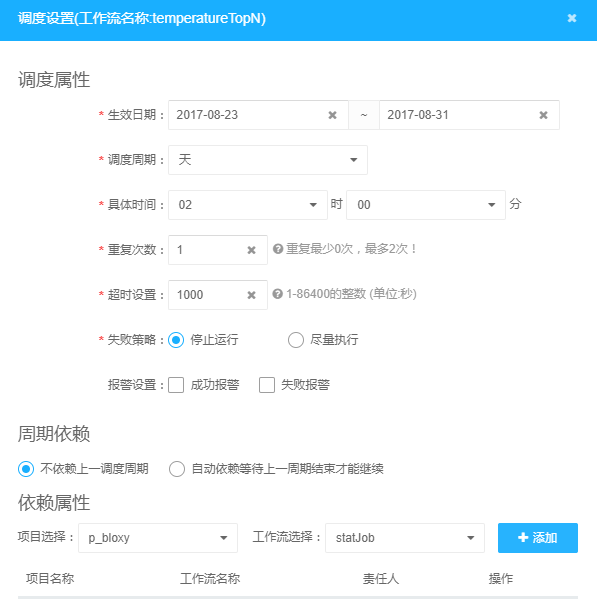 调度设置(工作流名称:temperatureTopN)
调度属性
* 生效日期： 2017-08-23 ~ 2017-08-31
* 调度周期： 天
* 具体时间： 02 时 00 分
* 重复次数： 1 重复最少0次，最多2次！
* 超时设置： 1000 1-86400的整数 (单位:秒)
* 失败策略： 停止运行 尽量执行
报警设置： 成功报警 失败报警
周期依赖
不依赖上一调度周期 自动依赖等待上一周期结束才能继续
依赖属性
项目选择： p_bloxy 工作流选择： statJob 添加
项目名称 工作流名称 责任人 操作